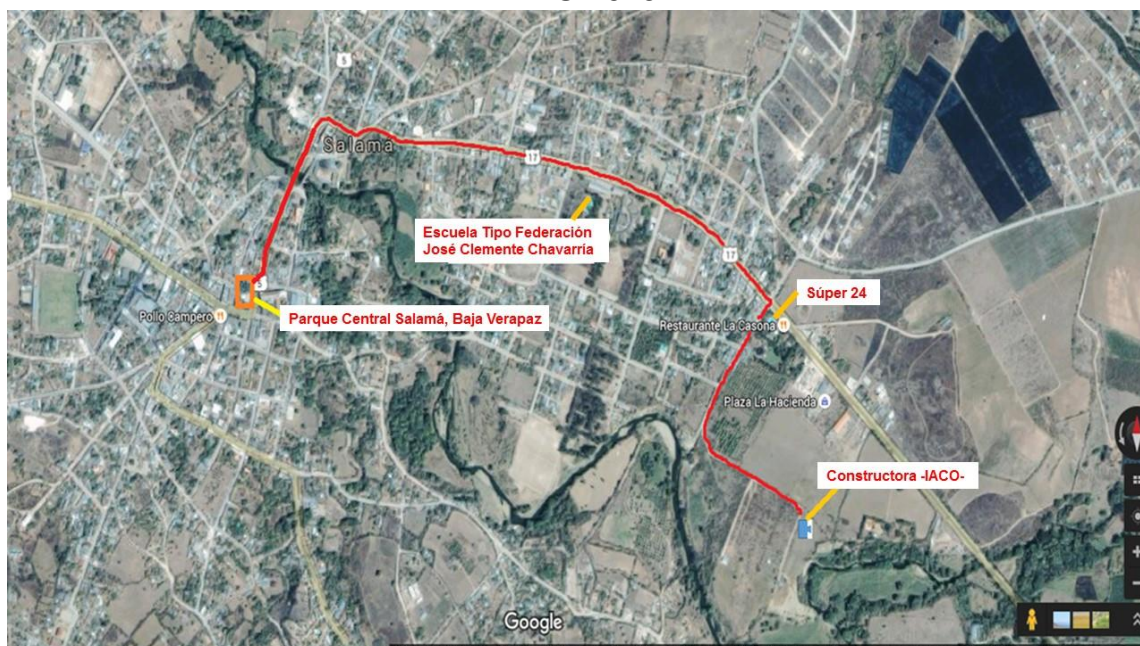 5
Salamá
17
Escuela Tipo Federación
José Clemente Chavarría
17
Súper 24
Parque Central Salamá, Baja Verapaz
Pollo Campero
Restaurante La Casona
Plaza La Hacienda
Constructora -IACO-
Google